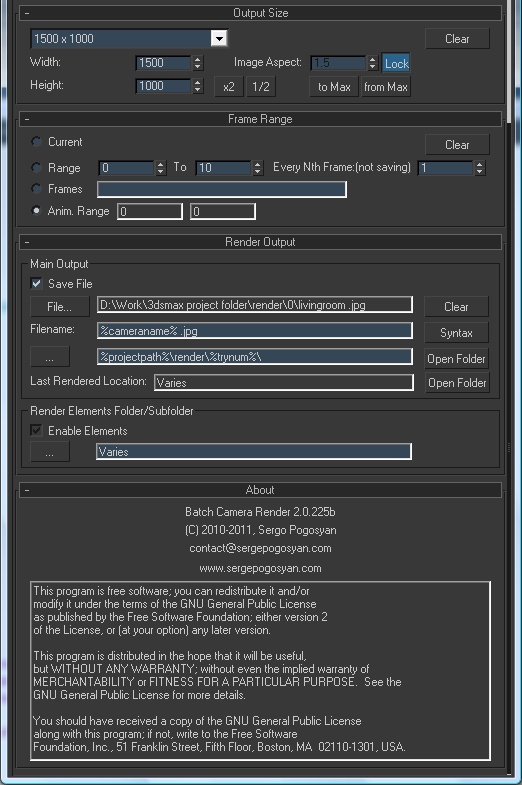 - Output Size
1500 x 1000 Clear
Width: 1500 Image Aspect: 1.5 Lock
Height: 1000 x2 1/2 to Max from Max
- Frame Range
Current Clear
Range 0 To 10 Every Nth Frame:(not saving) 1
Frames
Anim. Range 0 0
- Render Output
Main Output
Save File
File... D:\Work\3dsmax project folder\render\0\livingroom .jpg Clear
Filename: %cameraname% .jpg Syntax
... %projectpath%\render\%trynum%\ Open Folder
Last Rendered Location: Varies Open Folder
Render Elements Folder/Subfolder
Enable Elements
... Varies
- About
Batch Camera Render 2.0.225b
(C) 2010-2011, Sergo Pogosyan
contact@sergepogosyan.com
www.sergepogosyan.com
This program is free software; you can redistribute it and/or
modify it under the terms of the GNU General Public License
as published by the Free Software Foundation; either version 2
of the License, or (at your option) any later version.
This program is distributed in the hope that it will be useful,
but WITHOUT ANY WARRANTY; without even the implied warranty of
MERCHANTABILITY or FITNESS FOR A PARTICULAR PURPOSE. See the
GNU General Public License for more details.
You should have received a copy of the GNU General Public License
along with this program; if not, write to the Free Software
Foundation, Inc., 51 Franklin Street, Fifth Floor, Boston, MA 02110-1301, USA.